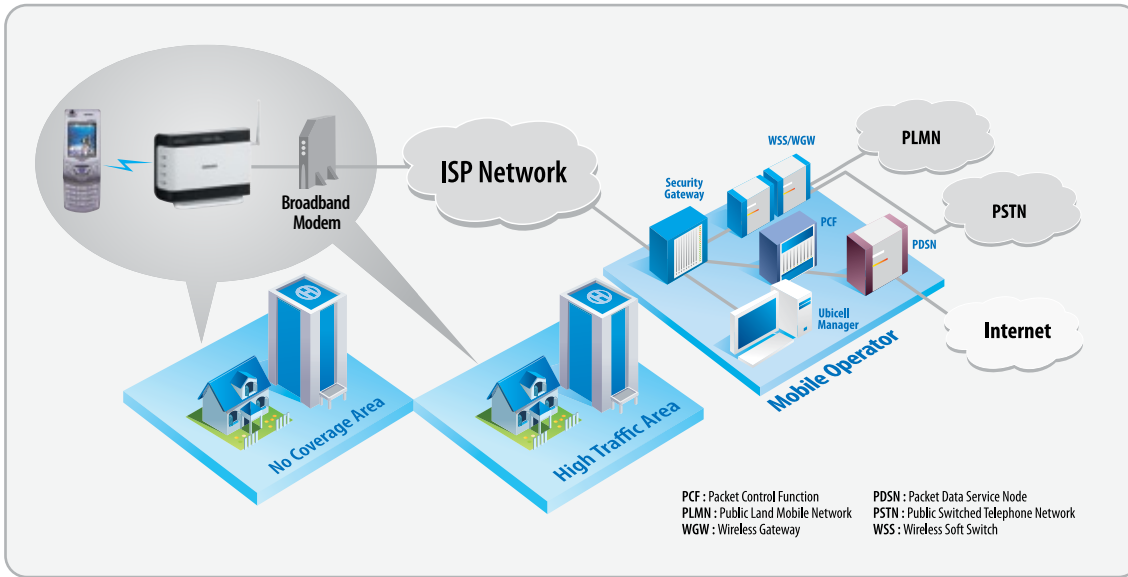 PLMN
WSS/WGW
ISP Network
Security
Gateway
PSTN
Broadband
Modem
PCF
PDSN
Ubicell
Manager
Internet
Mobile Operator
No Coverage Area
High Traffic Area
PCF : Packet Control Function
PLMN : Public Land Mobile Network
WGW : Wireless Gateway
PDSN : Packet Data Service Node
PSTN : Public Switched Telephone Network
WSS : Wireless Soft Switch
H
H